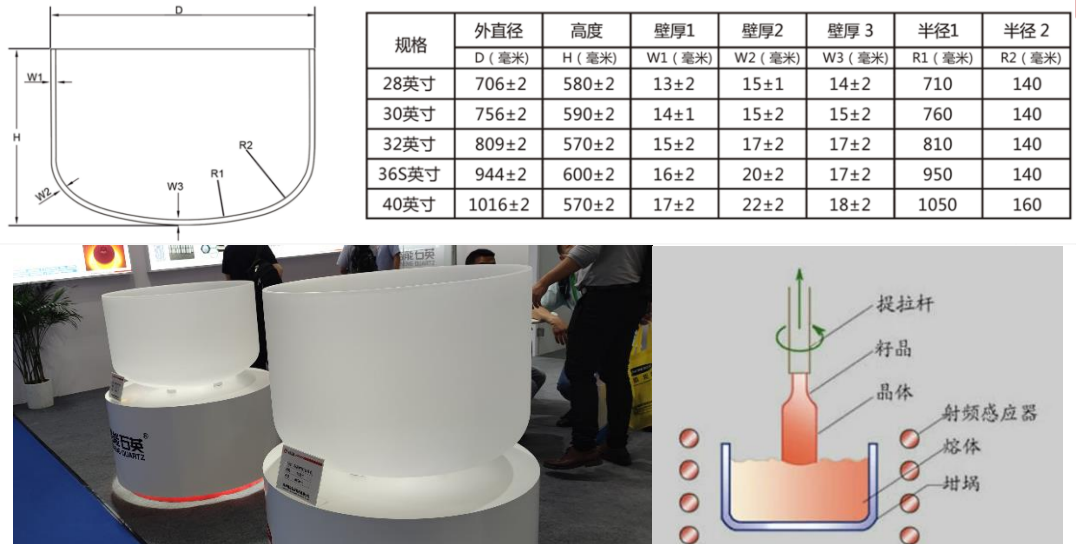 D
W1
H
W2
W3
R1
R2
规格 外直径 高度 壁厚1 壁厚2 壁厚 3 半径1 半径 2
D（毫米） H（毫米） W1（毫米） W2（毫米） W3（毫米） R1（毫米） R2（毫米）
28英寸 706±2 580±2 13±2 15±1 14±2 710 140
30英寸 756±2 590±2 14±1 15±2 15±2 760 140
32英寸 809±2 570±2 15±2 17±2 17±2 810 140
36S英寸 944±2 600±2 16±2 20±2 17±2 950 140
40英寸 1016±2 570±2 17±2 22±2 18±2 1050 160
石英
石英®
QUARTZ
提拉杆
籽晶
晶体
射频感应器
熔体
坩埚